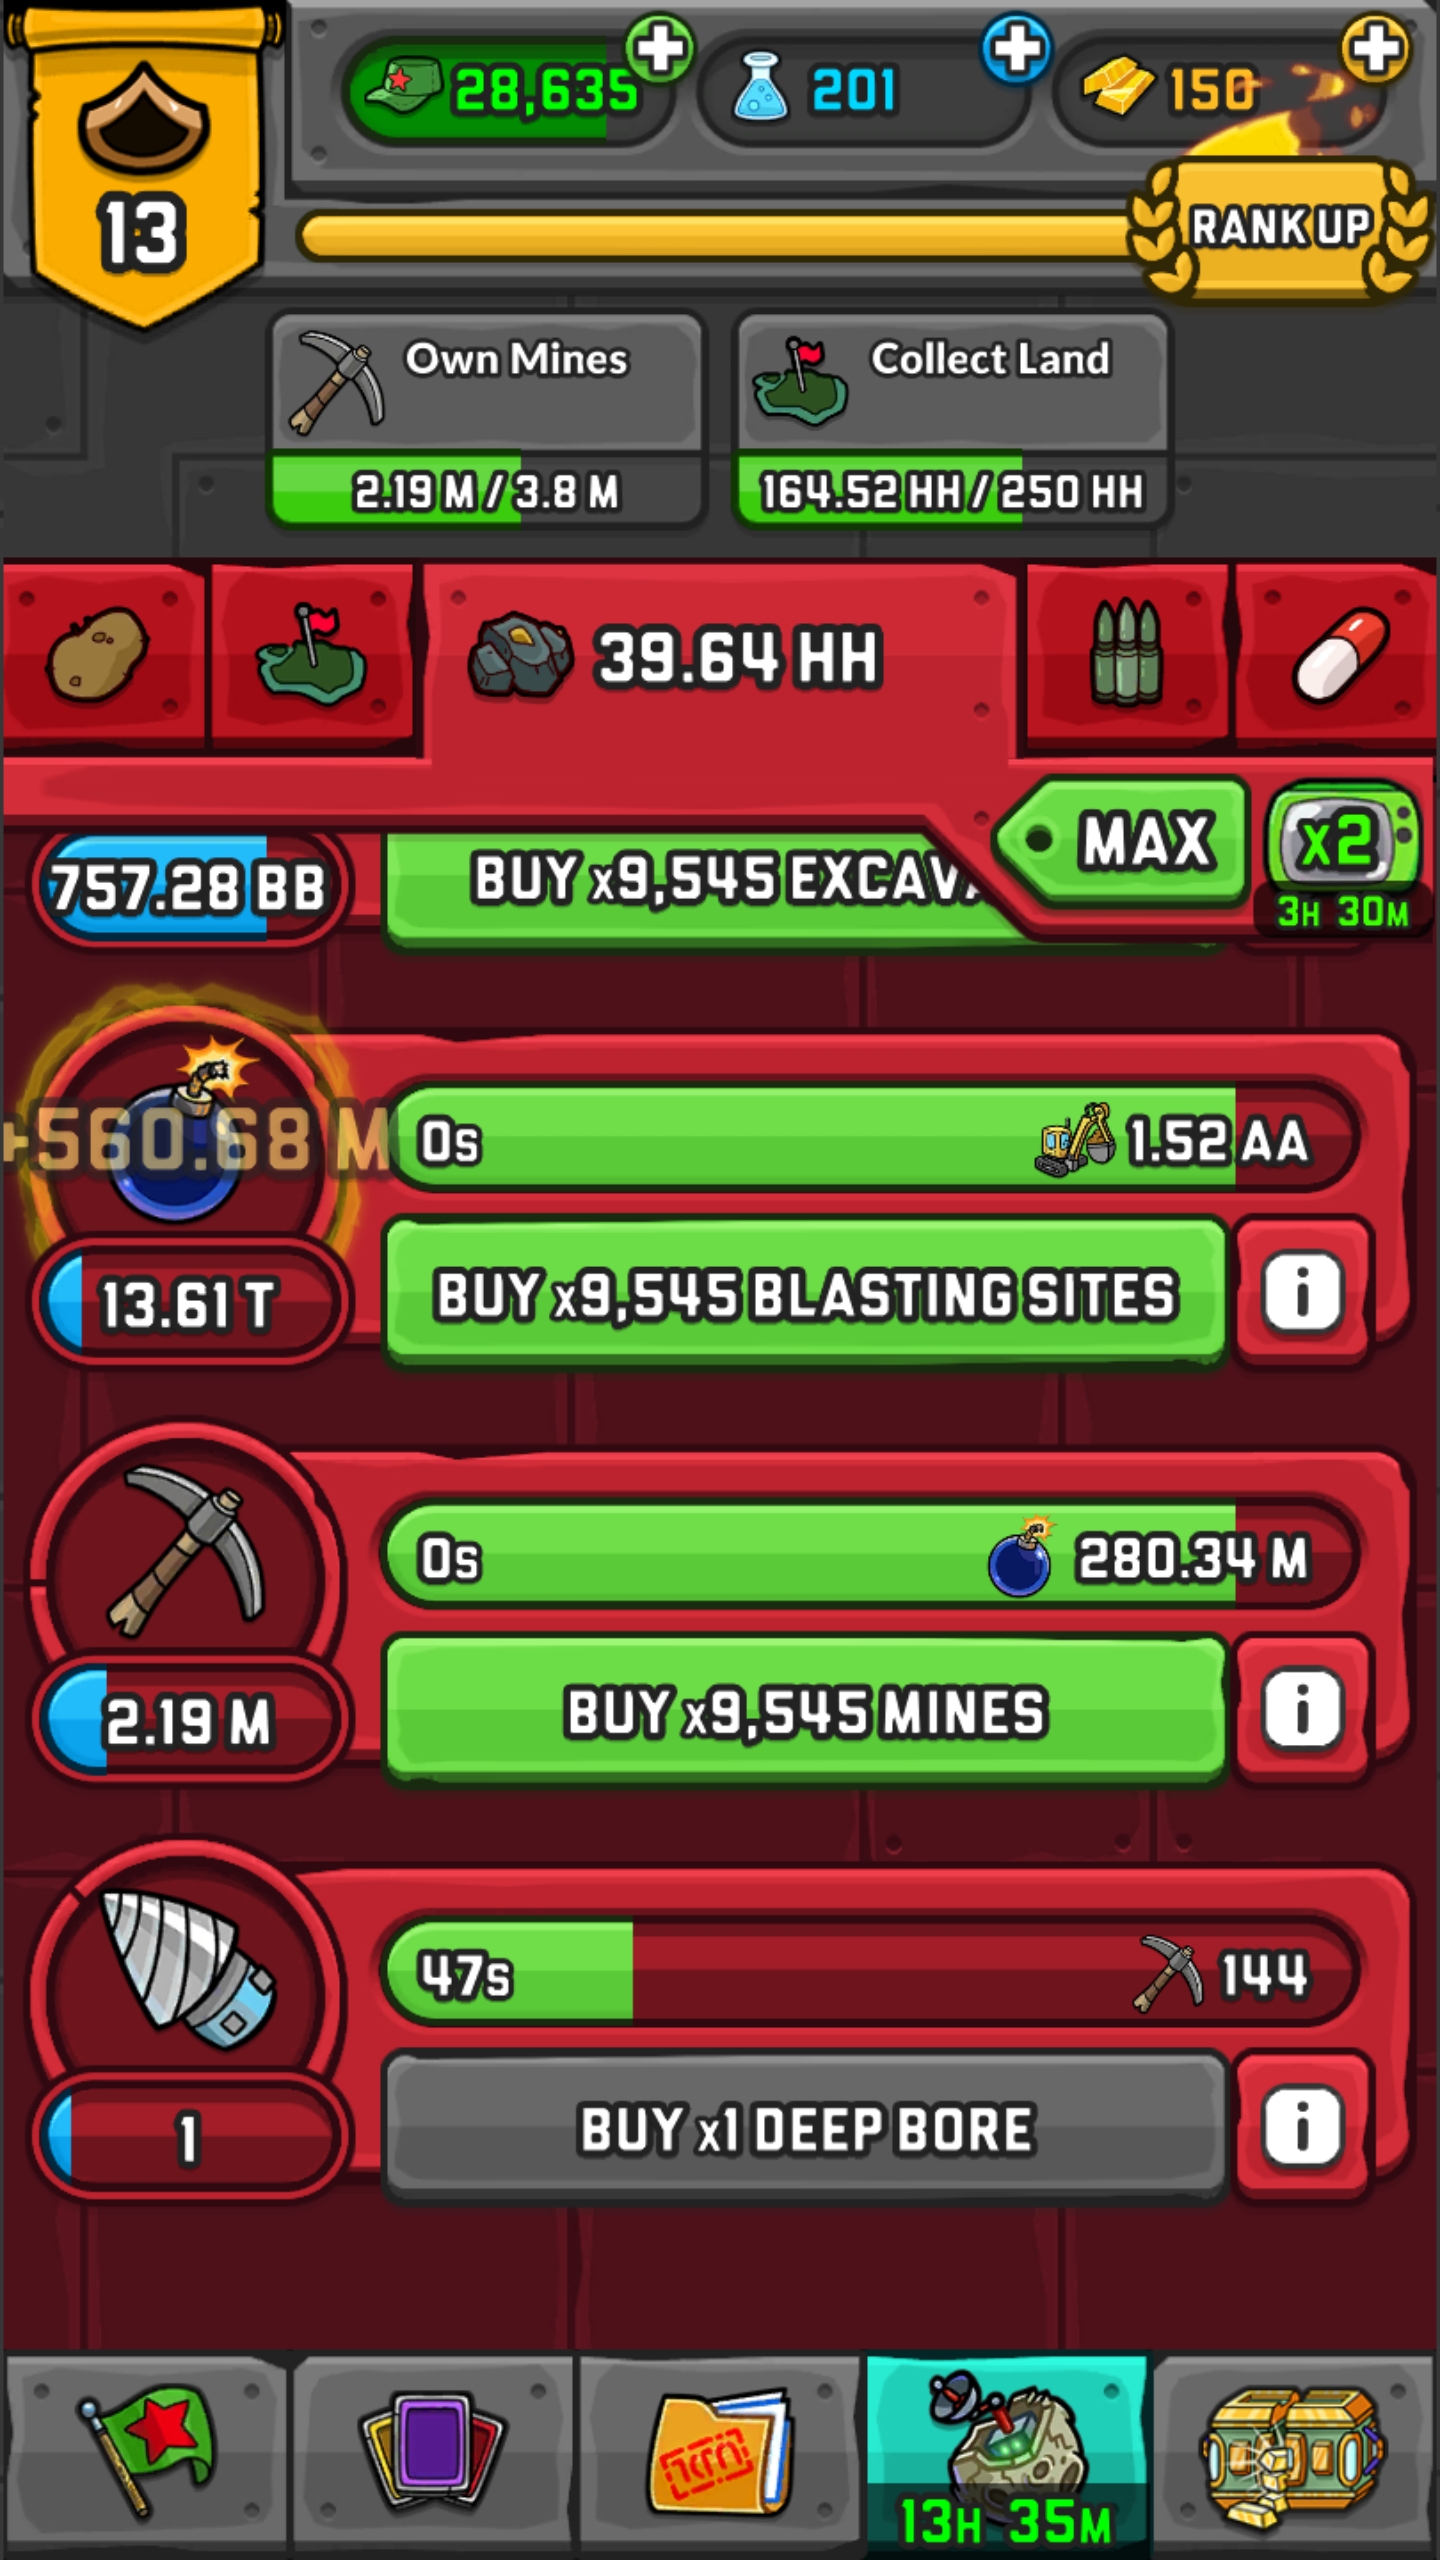 28,635
201
150
13
RANK UP
Own Mines
Collect Land
2.19 M / 3.8 M
164.52 HH / 250 HH
39.64 HH
MAX
x2
3H 30M
757.28 BB
BUY x9,545
+560.68 M
0s
1.52 AA
13.61 T
BUY x9,545 BLASTING SITES
i
0s
280.34 M
2.19 M
BUY x9,545 MINES
i
47s
144
1
BUY x1 DEEP BORE
i
13H 35M